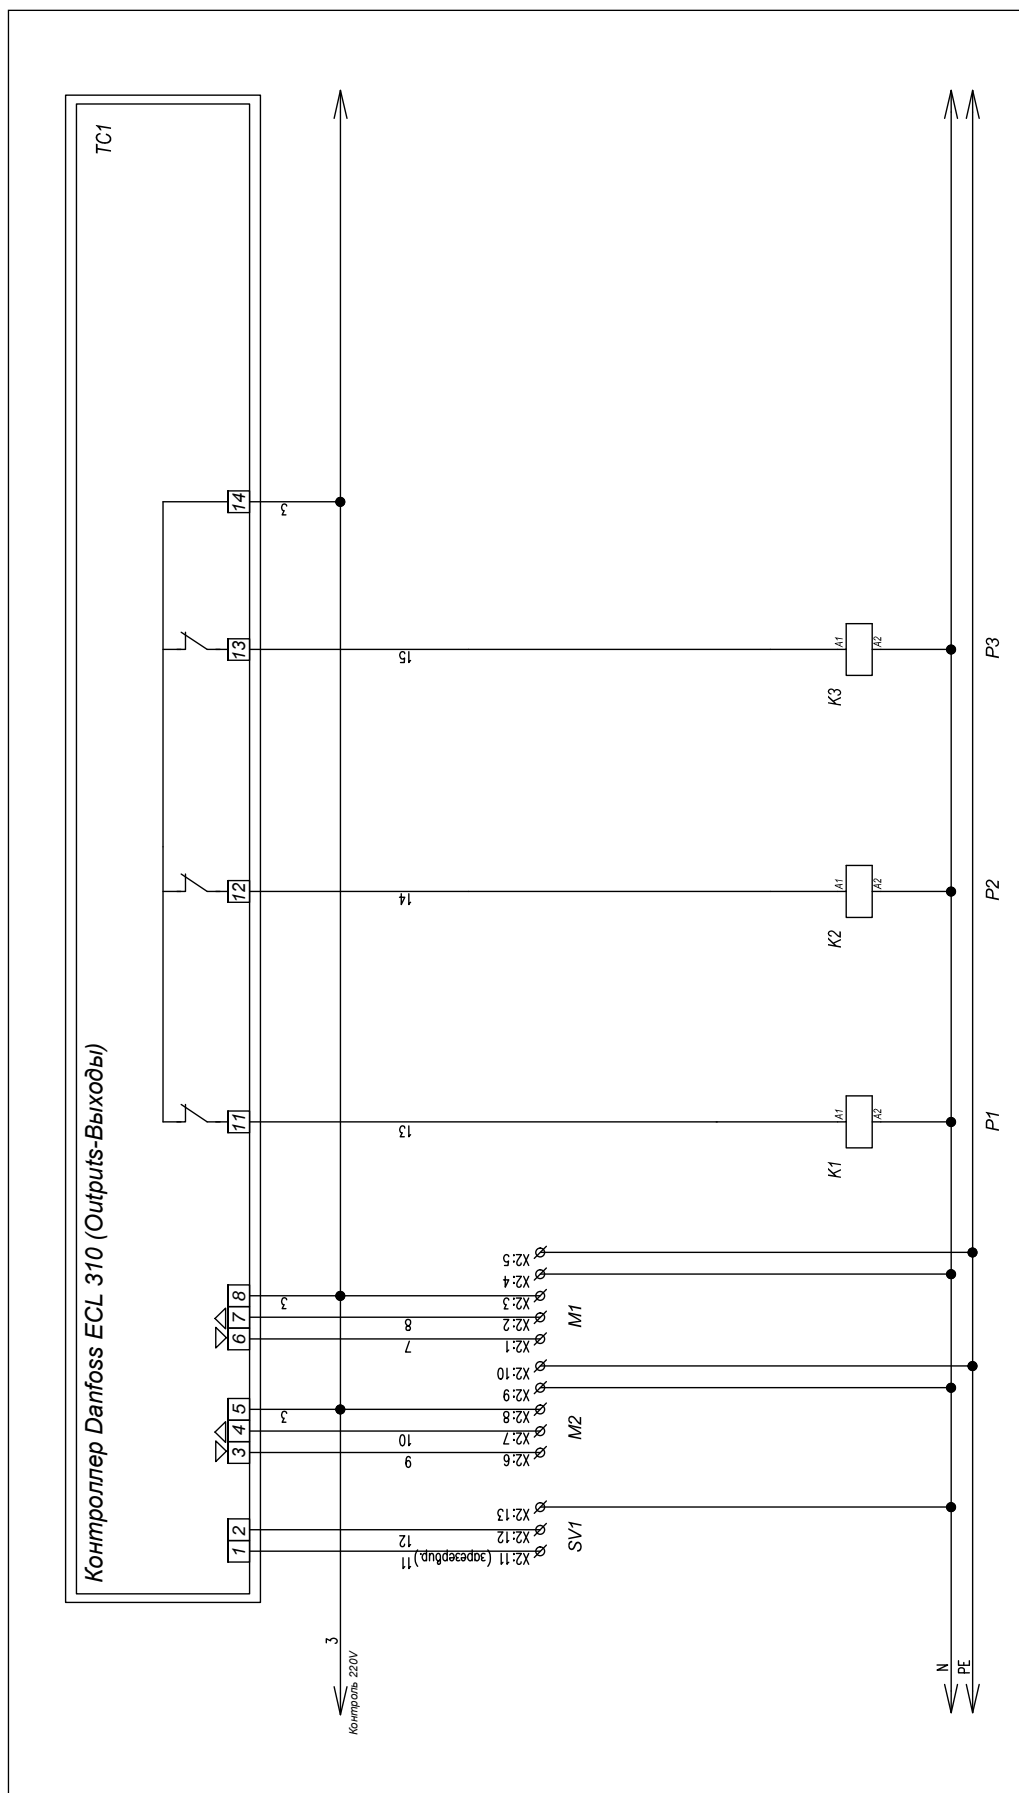 Контроллер Danfoss ECL 310 (Outputs-Выходы)
TC1
1
2
3
4
5
6
7
8
11
12
13
14
3
3
3
3
Контроль 220V
11
(зарезервир.)
12
9
10
7
8
13
14
15
X2:11
X2:12
X2:13
X2:6
X2:7
X2:8
X2:9
X2:10
X2:1
X2:2
X2:3
X2:4
X2:5
SV1
M2
M1
K1
A1
A2
K2
A1
A2
K3
A1
A2
N
PE
P1
P2
P3